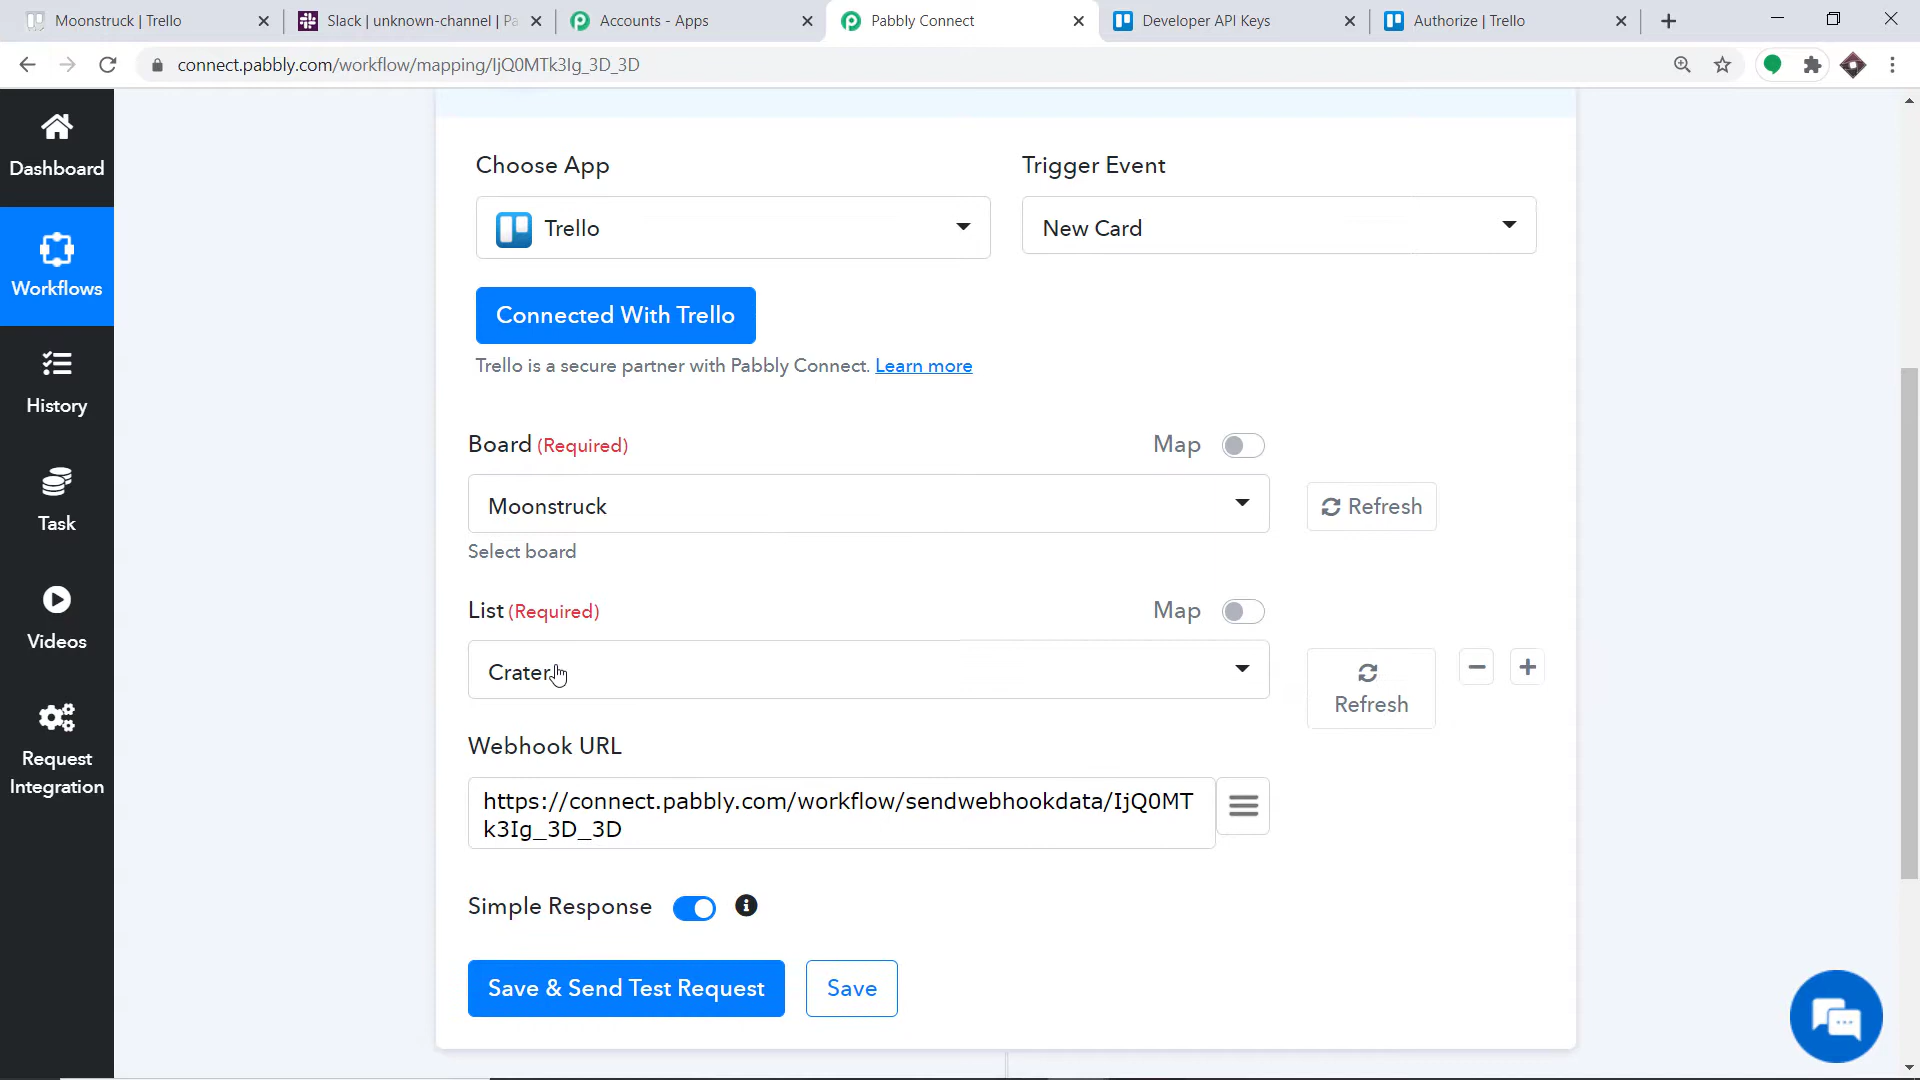 Moonstruck | Trello
Slack | unknown-channel | Pa
Accounts - Apps
Pabbly Connect
Developer API Keys
Authorize | Trello
connect.pabbly.com/workflow/mapping/IjQ0MTk3Ig_3D_3D
Dashboard
Workflows
History
Task
Videos
Request
Integration
Choose App
Trigger Event
Trello
New Card
Connected With Trello
Trello is a secure partner with Pabbly Connect. Learn more
Board (Required)
Map
Moonstruck
Refresh
Select board
List (Required)
Map
Crater
Refresh
Webhook URL
https://connect.pabbly.com/workflow/sendwebhookdata/IjQ0MT
k3Ig_3D_3D
Simple Response
Save & Send Test Request
Save